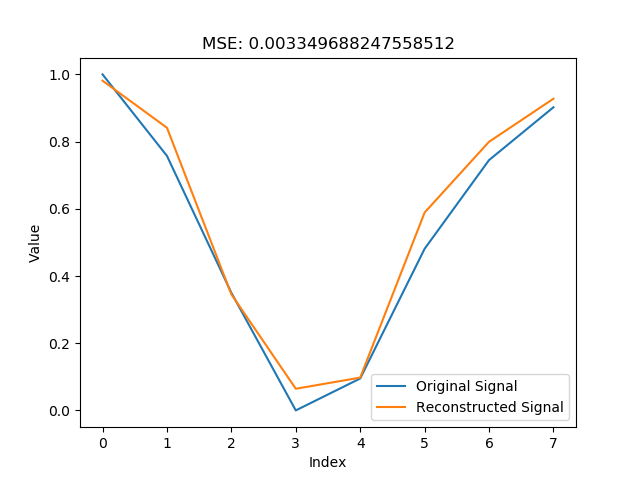 MSE: 0.003349688247558512
1.0
0.8
0.6
0.4
0.2
0.0
Value
0 1 2 3 4 5 6 7
Index
Original Signal
Reconstructed Signal